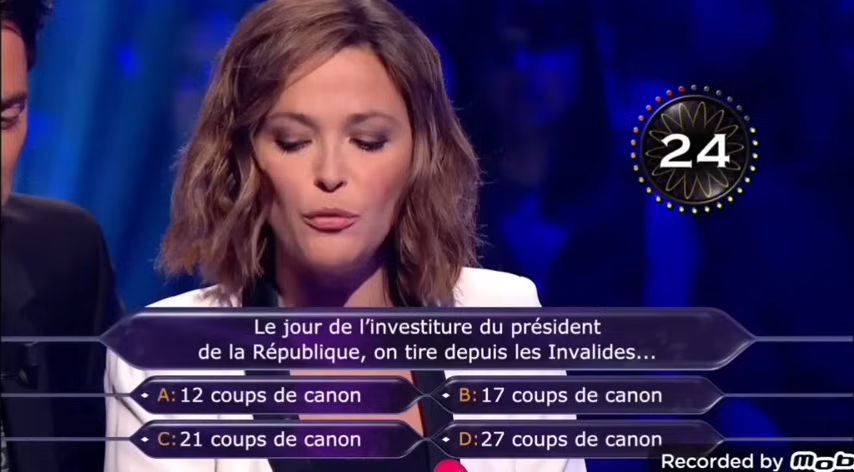 24
Le jour de l'investiture du président
de la République, on tire depuis les Invalides...
A: 12 coups de canon
B: 17 coups de canon
C: 21 coups de canon
D: 27 coups de canon
Recorded by mob